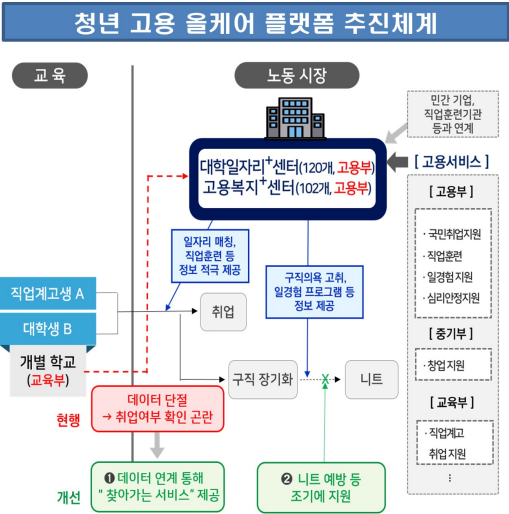 청년 고용 올케어 플랫폼 추진체계
교 육
노동 시장
민간 기업,
직업훈련기관
등과 연계
대학일자리+센터(120개, 고용부)
고용복지+센터(102개, 고용부)
[ 고용서비스 ]
[ 고용부 ]
· 국민취업지원
· 직업훈련
· 일경험 지원
· 심리안정지원
[ 중기부 ]
· 창업 지원
[ 교육부 ]
· 직업계고
취업 지원
⋮
일자리 매칭,
직업훈련 등
정보 적극 제공
구직의욕 고취,
일경험 프로그램 등
정보 제공
직업계고생 A
대학생 B
개별 학교
(교육부)
취업
구직 장기화
X
니트
현행
데이터 단절
→ 취업여부 확인 곤란
개선
❶ 데이터 연계 통해
" 찾아가는 서비스" 제공
❷ 니트 예방 등
조기에 지원